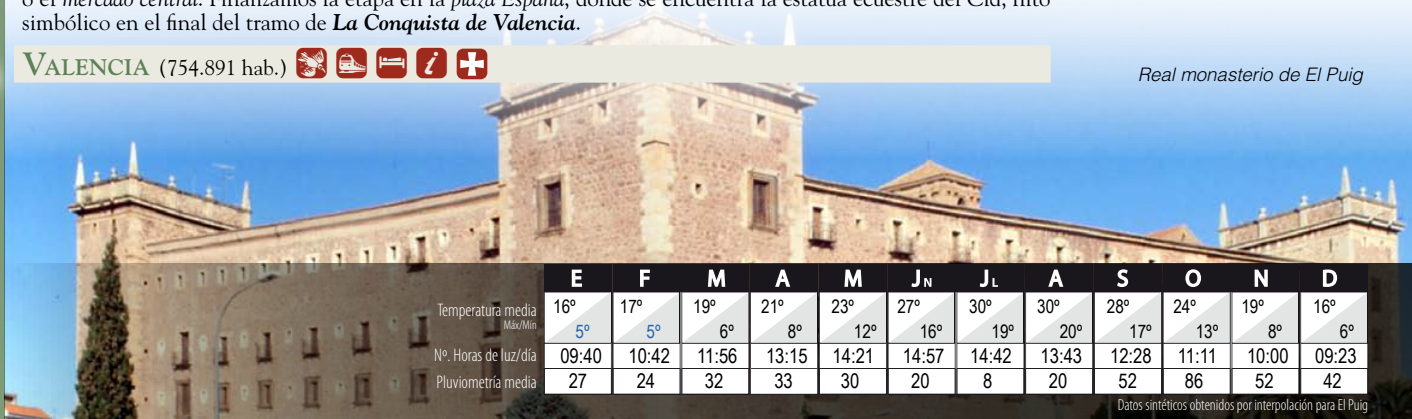 o el mercado central. Finalizamos la etapa en la plaza España, donde se encuentra la estatua ecuestre del Cid, hito
simbólico en el final del tramo de La Conquista de Valencia.
VALENCIA (754.891 hab.)
Real monasterio de El Puig
E F M A M JN JL A S O N D
Temperatura media 16º 17º 19º 21º 23º 27º 30º 30º 28º 24º 19º 16º
Máx/Mín 5º 5º 6º 8º 12º 16º 19º 20º 17º 13º 8º 6º
Nº. Horas de luz/día 09:40 10:42 11:56 13:15 14:21 14:57 14:42 13:43 12:28 11:11 10:00 09:23
Pluviometría media 27 24 32 33 30 20 8 20 52 86 52 42
Datos sintéticos obtenidos por interpolación para El Puig